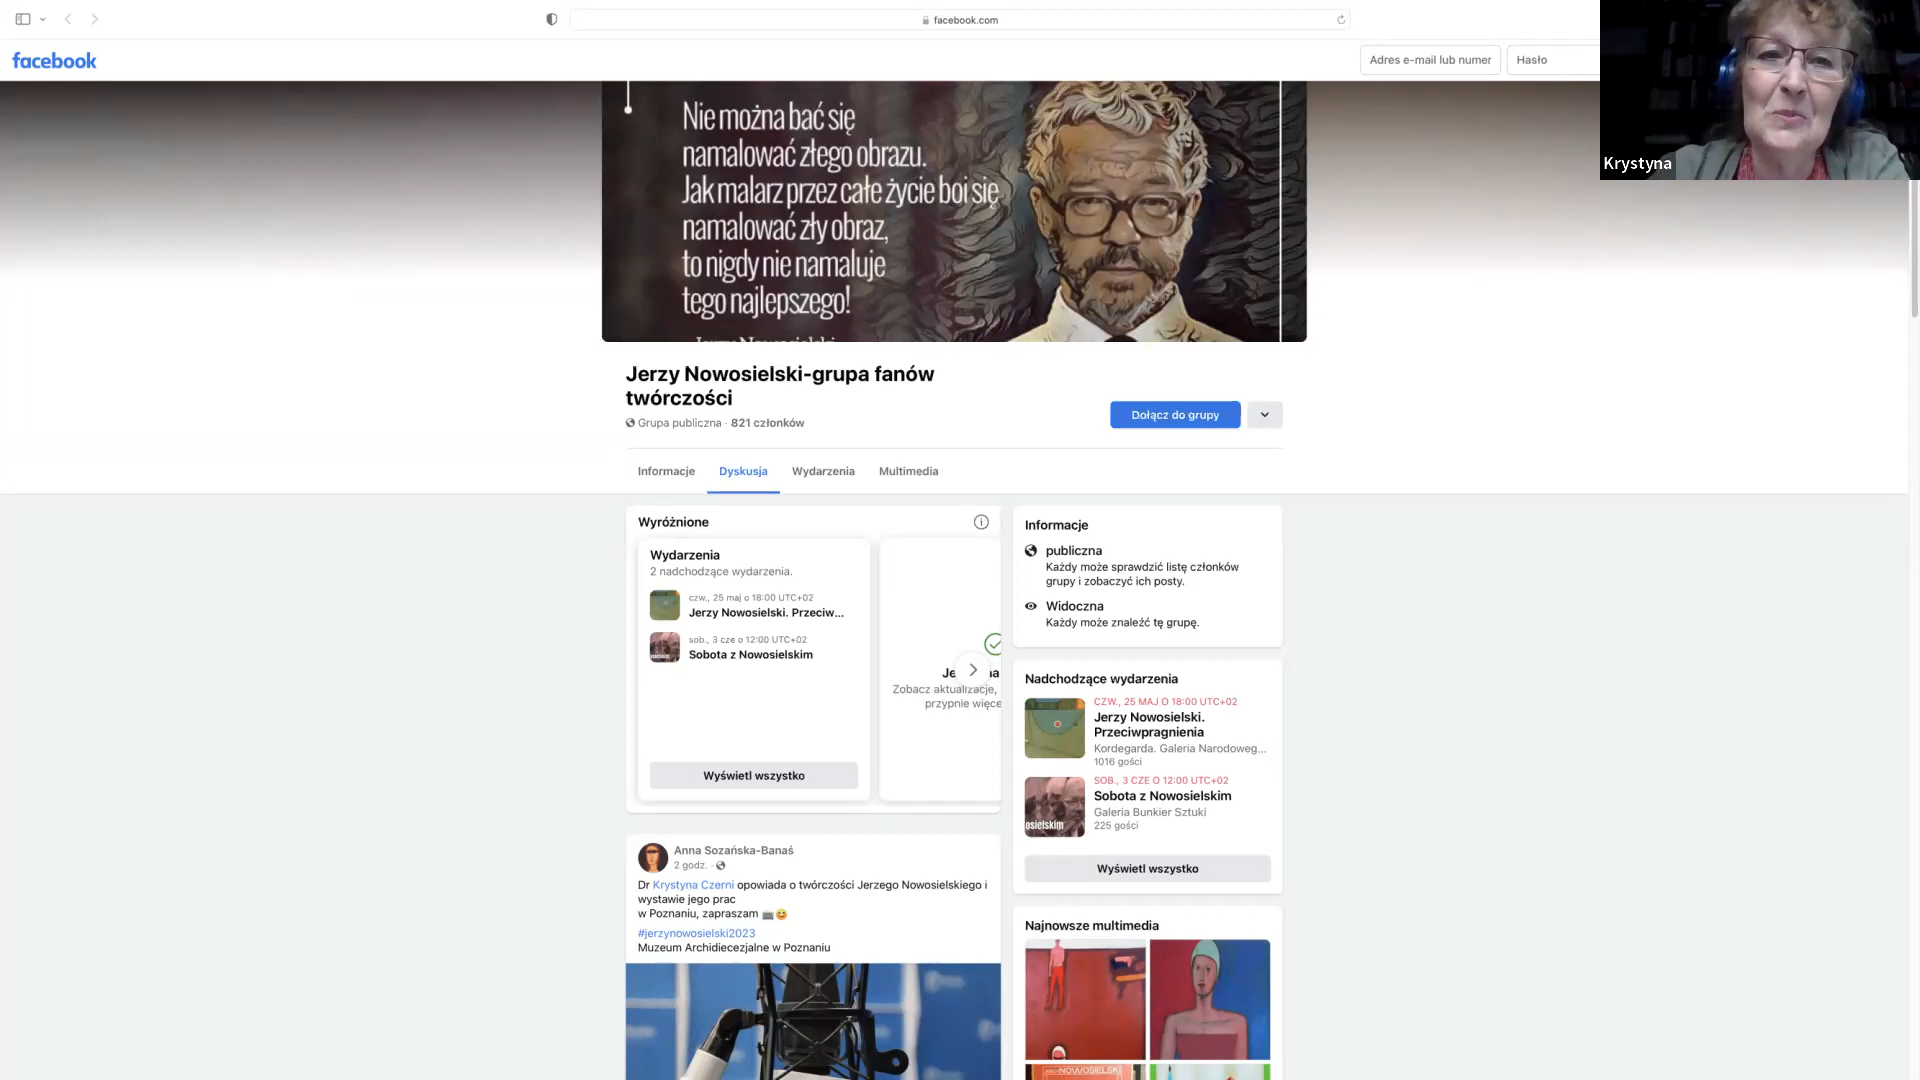 facebook.com
facebook
Adres e-mail lub numer
Hasło
Krystyna
Nie można bać się
namalować złego obrazu.
Jak malarz przez całe życie boi się
namalować zły obraz,
to nigdy nie namaluje
tego najlepszego!
Jerzy Nowosielski-grupa fanów
twórczości
Grupa publiczna · 821 członków
Dołącz do grupy
Informacje
Dyskusja
Wydarzenia
Multimedia
Wyróżnione
Wydarzenia
2 nadchodzące wydarzenia.
czw., 25 maj o 18:00 UTC+02
Jerzy Nowosielski. Przeciw...
sob., 3 cze o 12:00 UTC+02
Sobota z Nowosielskim
Wyświetl wszystko
Zobacz aktualizacje,
przypnie więce
Informacje
publiczna
Każdy może sprawdzić listę członków
grupy i zobaczyć ich posty.
Widoczna
Każdy może znaleźć tę grupę.
Nadchodzące wydarzenia
CZW., 25 MAJ O 18:00 UTC+02
Jerzy Nowosielski.
Przeciwpragnienia
Kordegarda. Galeria Narodoweg...
1016 gości
SOB., 3 CZE O 12:00 UTC+02
Sobota z Nowosielskim
Galeria Bunkier Sztuki
225 gości
osielskim
Wyświetl wszystko
Anna Sozańska-Banaś
2 godz. ·
Dr Krystyna Czerni opowiada o twórczości Jerzego Nowosielskiego i
wystawie jego prac
w Poznaniu, zapraszam 📖😊
#jerzynowosielski2023
Muzeum Archidiecezjalne w Poznaniu
Najnowsze multimedia
NOWOSIELSKI